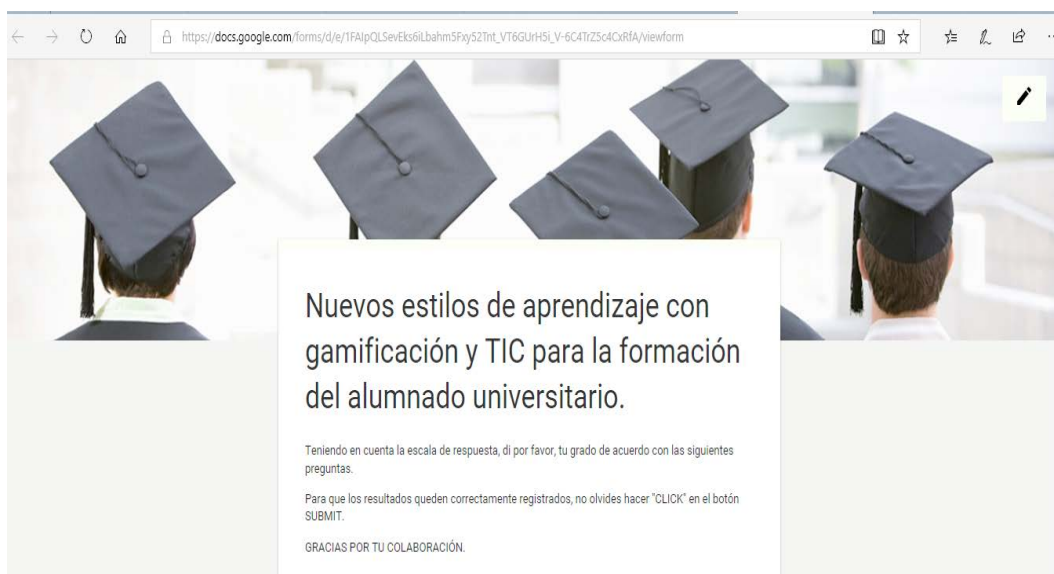 https://docs.google.com/forms/d/e/1FAIpQLSevEks6iLbahm5Fxy52Tnt_VT6GUrH5i_V-6C4TrZ5c4CxRfA/viewform
Nuevos estilos de aprendizaje con
gamificación y TIC para la formación
del alumnado universitario.
Teniendo en cuenta la escala de respuesta, di por favor, tu grado de acuerdo con las siguientes
preguntas.
Para que los resultados queden correctamente registrados, no olvides hacer "CLICK" en el botón
SUBMIT.
GRACIAS POR TU COLABORACIÓN.